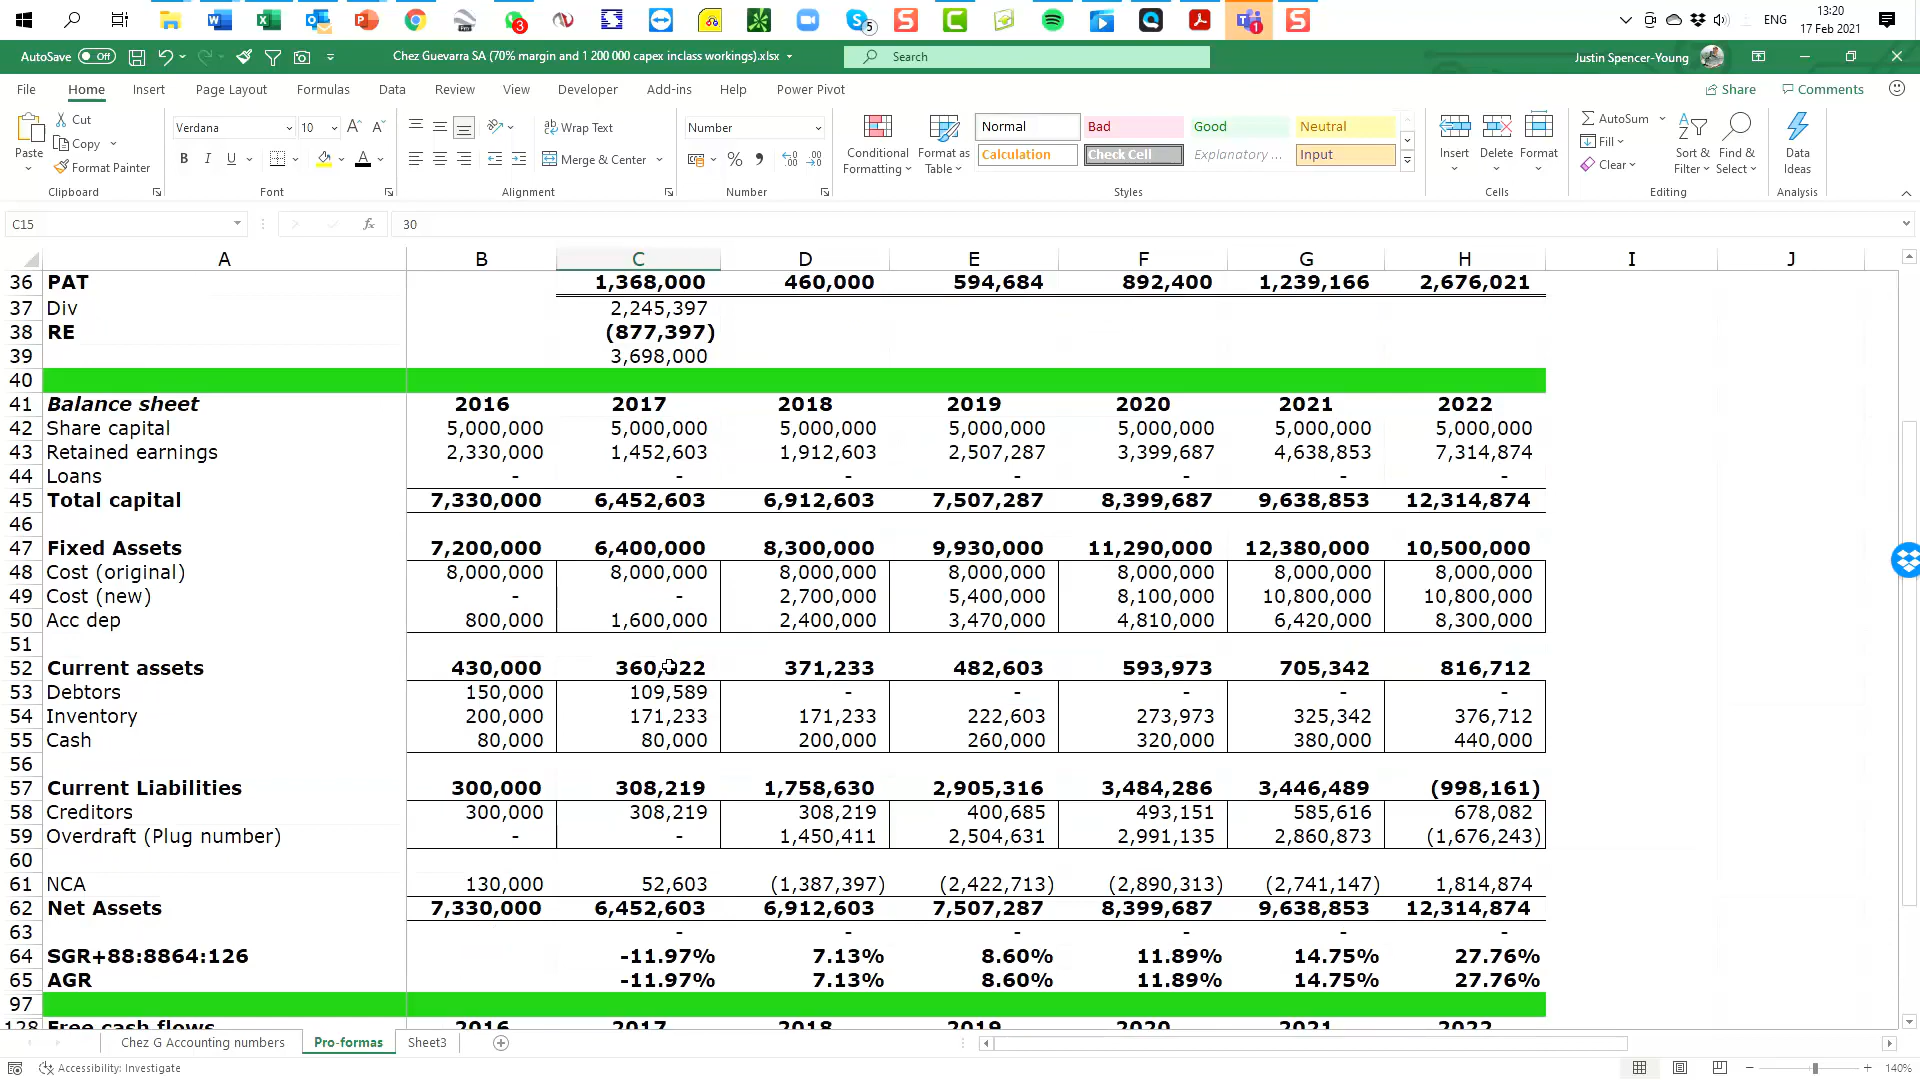 13:20
ENG
17 Feb 2021
AutoSave Off
Chez Guevarra SA (70% margin and 1 200 000 capex inclass workings).xlsx
Search
Justin Spencer-Young
File Home Insert Page Layout Formulas Data Review View Developer Add-ins Help Power Pivot Share Comments
Paste Cut Copy Format Painter
Verdana 10
B I U
Wrap Text
Merge & Center
Number
Conditional Formatting
Format as Table
Normal Bad Good Neutral
Calculation Check Cell Explanatory ... Input
Insert Delete Format
AutoSum
Fill
Clear
Sort & Filter
Find & Select
Data Ideas
Clipboard Font Alignment Number Styles Cells Editing Analysis
C15 fx 30
A B C D E F G H I J
36 PAT 1,368,000 460,000 594,684 892,400 1,239,166 2,676,021
37 Div 2,245,397
38 RE (877,397)
39 3,698,000
40
41 Balance sheet 2016 2017 2018 2019 2020 2021 2022
42 Share capital 5,000,000 5,000,000 5,000,000 5,000,000 5,000,000 5,000,000 5,000,000
43 Retained earnings 2,330,000 1,452,603 1,912,603 2,507,287 3,399,687 4,638,853 7,314,874
44 Loans - - - - - - -
45 Total capital 7,330,000 6,452,603 6,912,603 7,507,287 8,399,687 9,638,853 12,314,874
46
47 Fixed Assets 7,200,000 6,400,000 8,300,000 9,930,000 11,290,000 12,380,000 10,500,000
48 Cost (original) 8,000,000 8,000,000 8,000,000 8,000,000 8,000,000 8,000,000 8,000,000
49 Cost (new) - - 2,700,000 5,400,000 8,100,000 10,800,000 10,800,000
50 Acc dep 800,000 1,600,000 2,400,000 3,470,000 4,810,000 6,420,000 8,300,000
51
52 Current assets 430,000 360,822 371,233 482,603 593,973 705,342 816,712
53 Debtors 150,000 109,589 - - - - -
54 Inventory 200,000 171,233 171,233 222,603 273,973 325,342 376,712
55 Cash 80,000 80,000 200,000 260,000 320,000 380,000 440,000
56
57 Current Liabilities 300,000 308,219 1,758,630 2,905,316 3,484,286 3,446,489 (998,161)
58 Creditors 300,000 308,219 308,219 400,685 493,151 585,616 678,082
59 Overdraft (Plug number) - - 1,450,411 2,504,631 2,991,135 2,860,873 (1,676,243)
60
61 NCA 130,000 52,603 (1,387,397) (2,422,713) (2,890,313) (2,741,147) 1,814,874
62 Net Assets 7,330,000 6,452,603 6,912,603 7,507,287 8,399,687 9,638,853 12,314,874
63 - - - - - -
64 SGR+88:8864:126 -11.97% 7.13% 8.60% 11.89% 14.75% 27.76%
65 AGR -11.97% 7.13% 8.60% 11.89% 14.75% 27.76%
97
128 Free cash flows 2016 2017 2018 2019 2020 2021 2022
Chez G Accounting numbers Pro-formas Sheet3
Accessibility: Investigate
140%